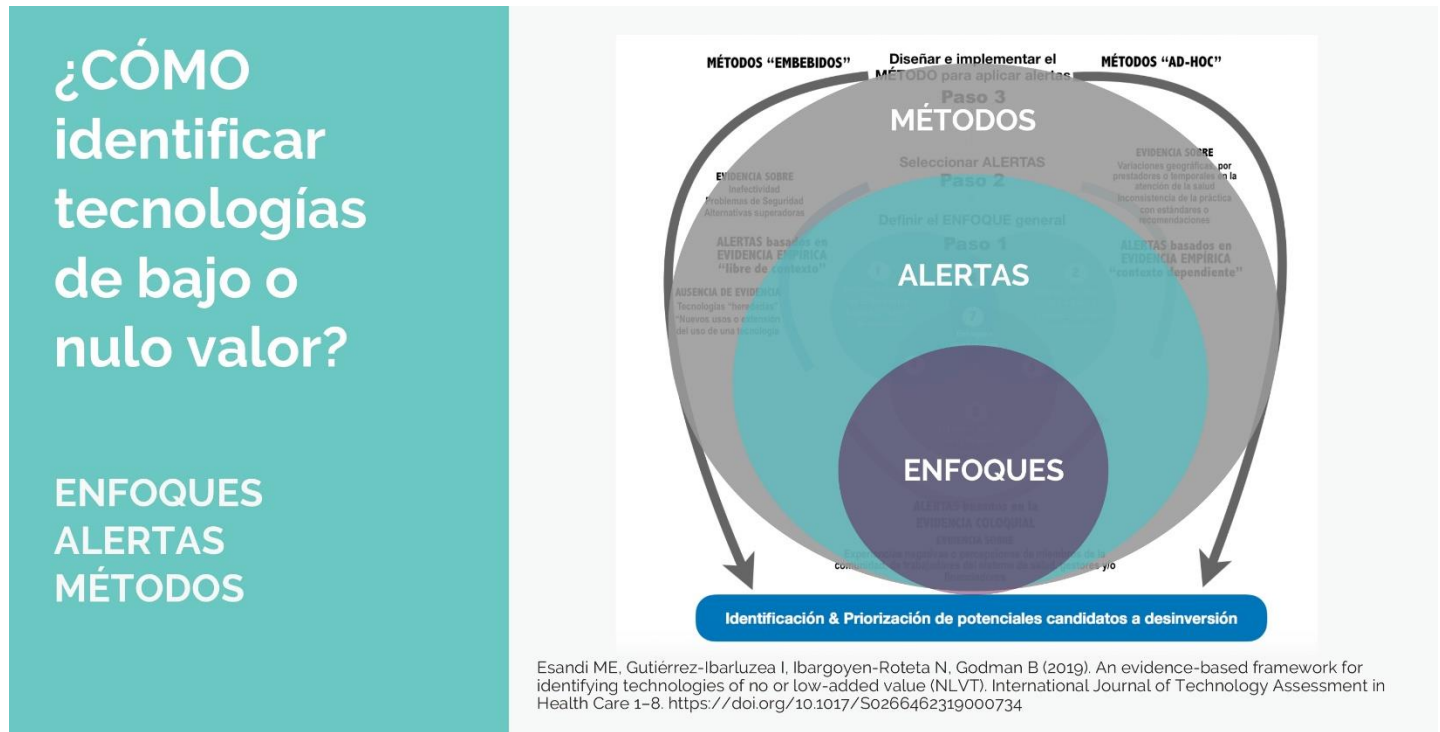 ¿CÓMO
identificar
tecnologías
de bajo o
nulo valor?
ENFOQUES
ALERTAS
MÉTODOS
MÉTODOS “EMBEBIDOS”
Diseñar e implementar el
MÉTODO para aplicar alertas
Paso 3
MÉTODOS “AD-HOC”
MÉTODOS
Seleccionar ALERTAS
Paso 2
EVIDENCIA SOBRE
Inefectividad
Problemas de Seguridad
Alternativas superadoras
EVIDENCIA SOBRE
Variaciones geográficas, por
prestadores o temporales en la
atención de la salud
Inconsistencia de la práctica
con estándares o
recomendaciones
Definir el ENFOQUE general
Paso 1
ALERTAS basados en
EVIDENCIA EMPÍRICA
“libre de contexto”
ALERTAS basados en
EVIDENCIA EMPÍRICA
“contexto dependiente”
ALERTAS
AUSENCIA DE EVIDENCIA
Tecnologías “heredadas”
“Nuevos usos o extensión
del uso de una tecnología
ENFOQUES
EVIDENCIA COLOQUIAL
EVIDENCIA SOBRE
y/o
Identificación & Priorización de potenciales candidatos a desinversión
Esandi ME, Gutiérrez-Ibarluzea I, Ibargoyen-Roteta N, Godman B (2019). An evidence-based framework for
identifying technologies of no or low-added value (NLVT). International Journal of Technology Assessment in
Health Care 1–8. https://doi.org/10.1017/S0266462319000734